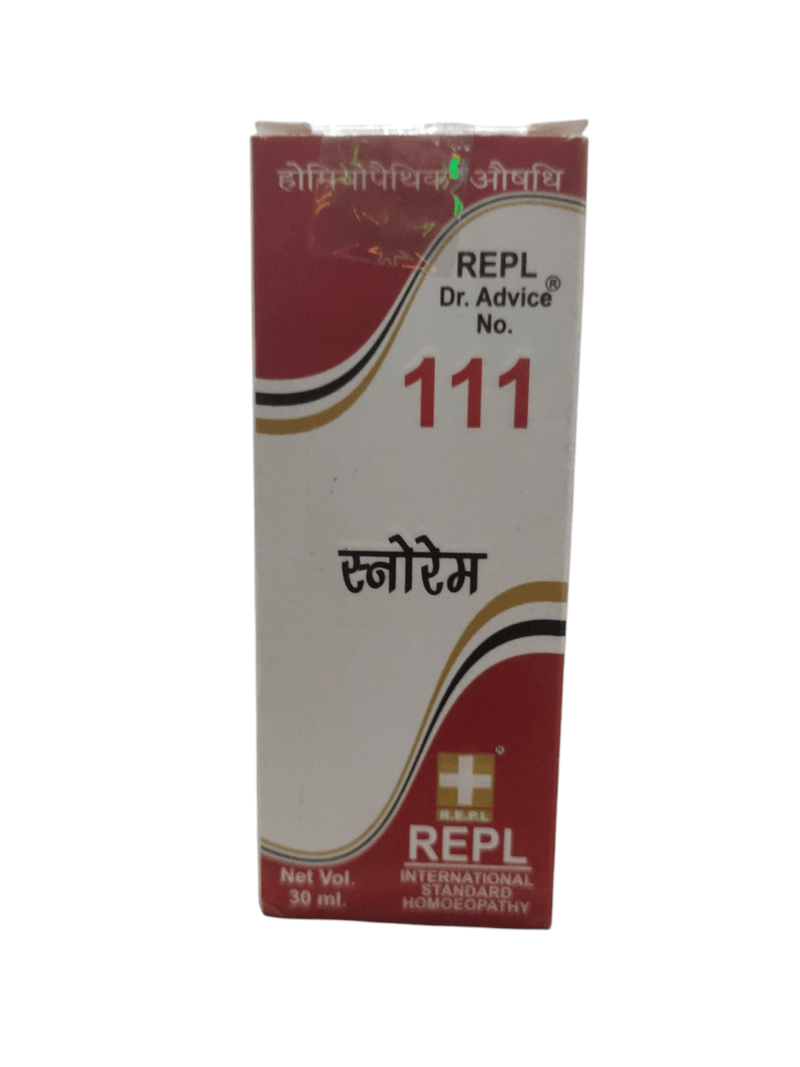 होमियोपैथिक औषधि
REPL
Dr. Advice®
No.
111
स्नोरेम
®
R.E.P.L
REPL
INTERNATIONAL
STANDARD
HOMOEOPATHY
Net Vol.
30 ml.